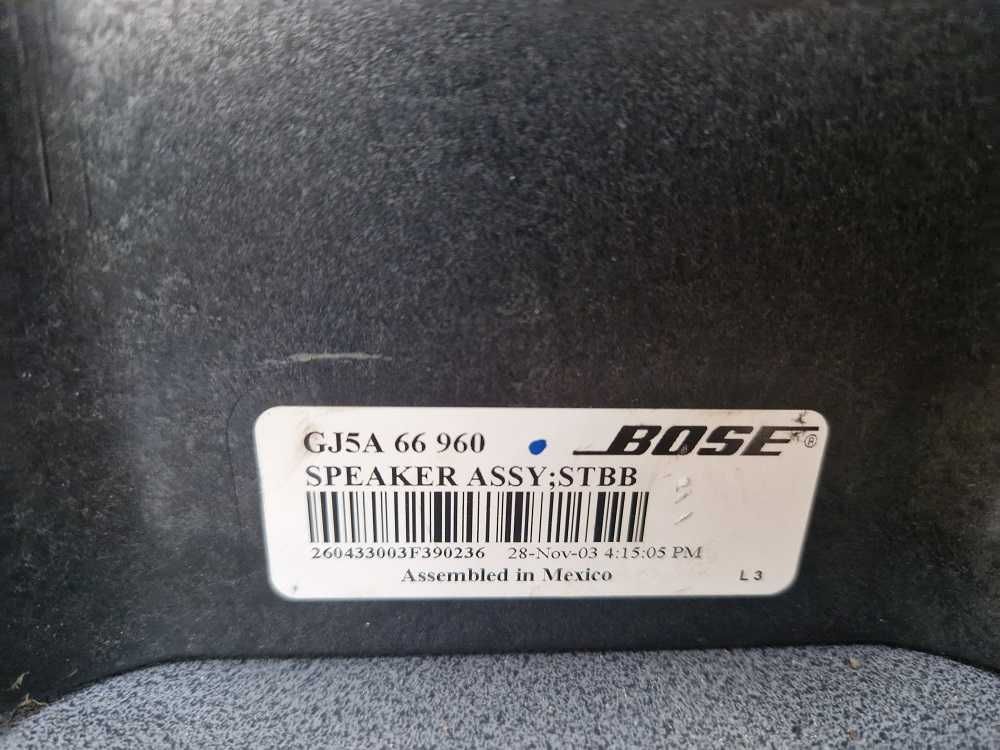 GJ5A 66 960 BOSE®
SPEAKER ASSY;STBB
260433003F390236 28-Nov-03 4:15:05 PM
Assembled in Mexico L 3